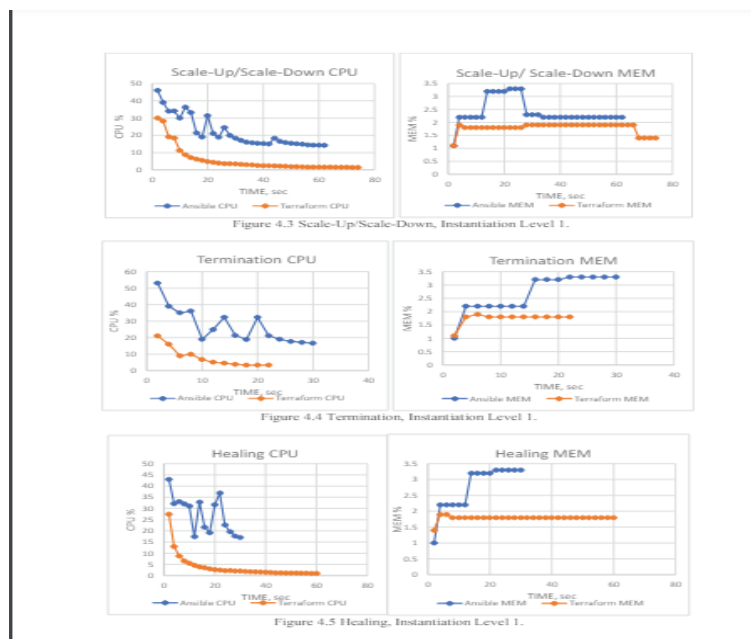 Scale-Up/Scale-Down CPU
CPU %
50
45
40
35
30
25
20
15
10
5
0
0 20 40 60 80
TIME, sec
Ansible CPU Terraform CPU
Scale-Up/ Scale-Down MEM
MEM %
3.5
3
2.5
2
1.5
1
0.5
0
0 20 40 60 80
TIME, sec
Ansible MEM Terraform MEM
Figure 4.3 Scale-Up/Scale-Down, Instantiation Level 1.
Termination CPU
CPU %
60
50
40
30
20
10
0
0 10 20 30 40
TIME, sec
Ansible CPU Terraform CPU
Termination MEM
MEM %
3.5
3
2.5
2
1.5
1
0.5
0
0 10 20 30 40
TIME, sec
Ansible MEM Terraform MEM
Figure 4.4 Termination, Instantiation Level 1.
Healing CPU
CPU %
50
45
40
35
30
25
20
15
10
5
0
0 20 40 60 80
TIME, sec
Ansible CPU Terraform CPU
Healing MEM
MEM %
3.5
3
2.5
2
1.5
1
0.5
0
0 20 40 60 80
TIME, sec
Ansible MEM Terraform MEM
Figure 4.5 Healing, Instantiation Level 1.